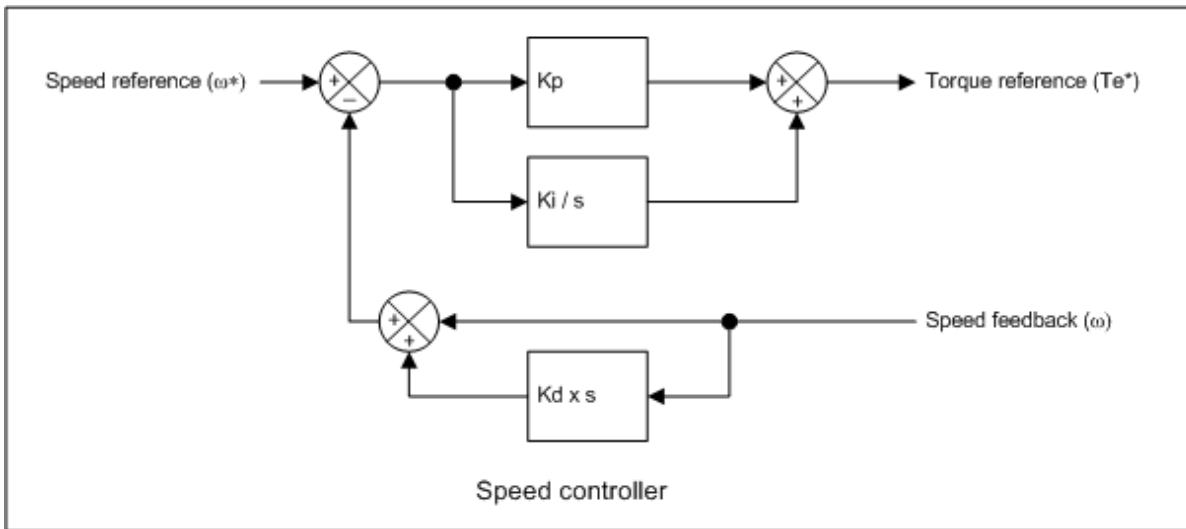 Speed reference (ω*)
+
−
Kp
+
+
Torque reference (Te*)
Ki / s
+
+
Speed feedback (ω)
Kd x s
Speed controller